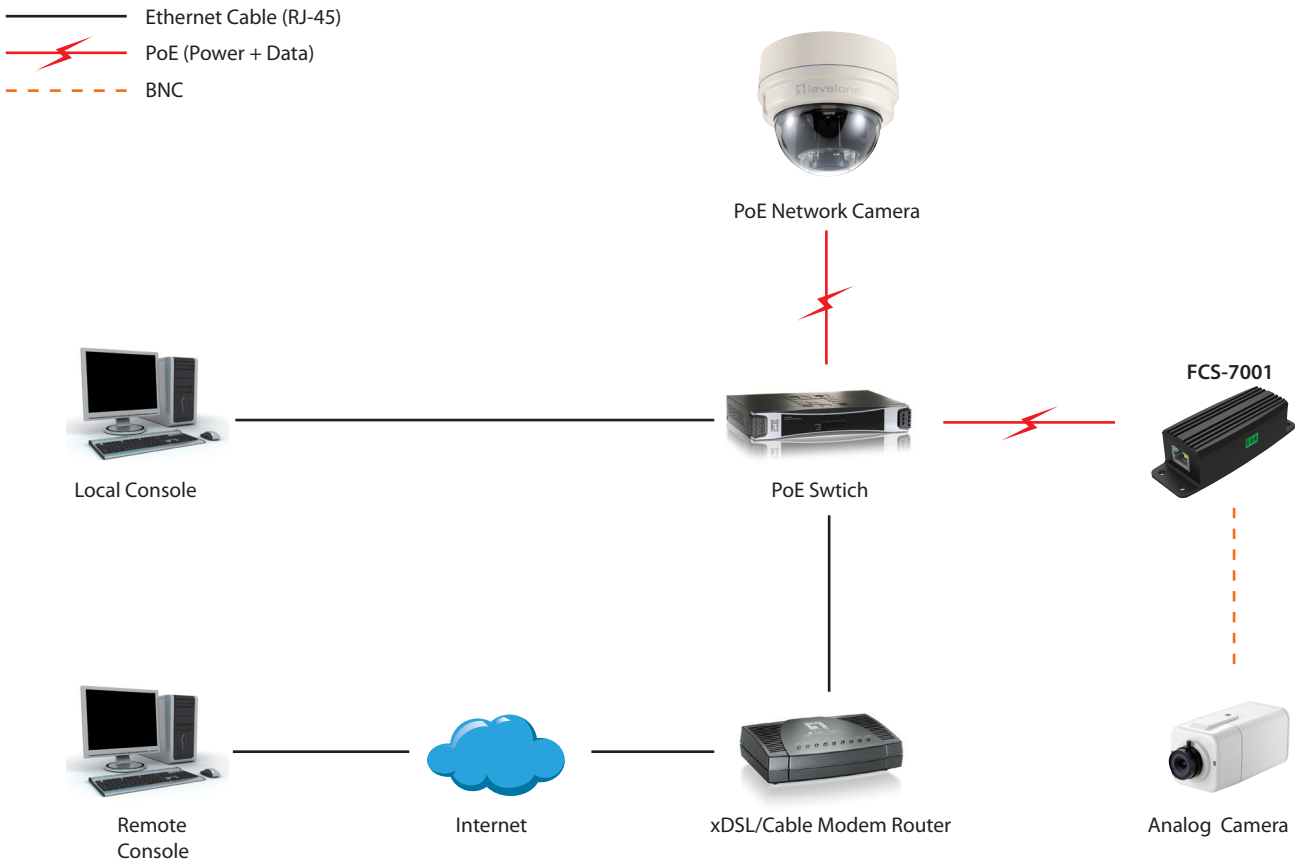 Ethernet Cable (RJ-45)
PoE (Power + Data)
BNC
levelone
PoE Network Camera
FCS-7001
Local Console
PoE Swtich
Remote
Console
Internet
xDSL/Cable Modem Router
Analog Camera